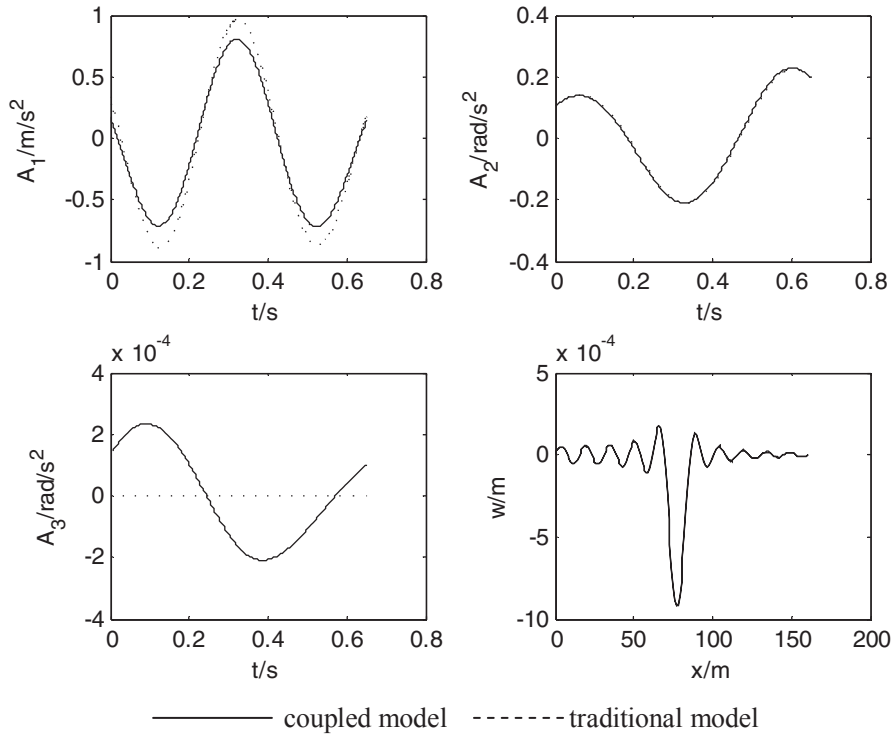 1
0.5
0
-0.5
-1
0 0.2 0.4 0.6 0.8
A1/m/s2
t/s
0.4
0.2
0
-0.2
-0.4
0 0.2 0.4 0.6 0.8
A2/rad/s2
t/s
x 10-4
4
2
0
-2
-4
0 0.2 0.4 0.6 0.8
A3/rad/s2
t/s
x 10-4
5
0
-5
-10
0 50 100 150 200
w/m
x/m
coupled model traditional model